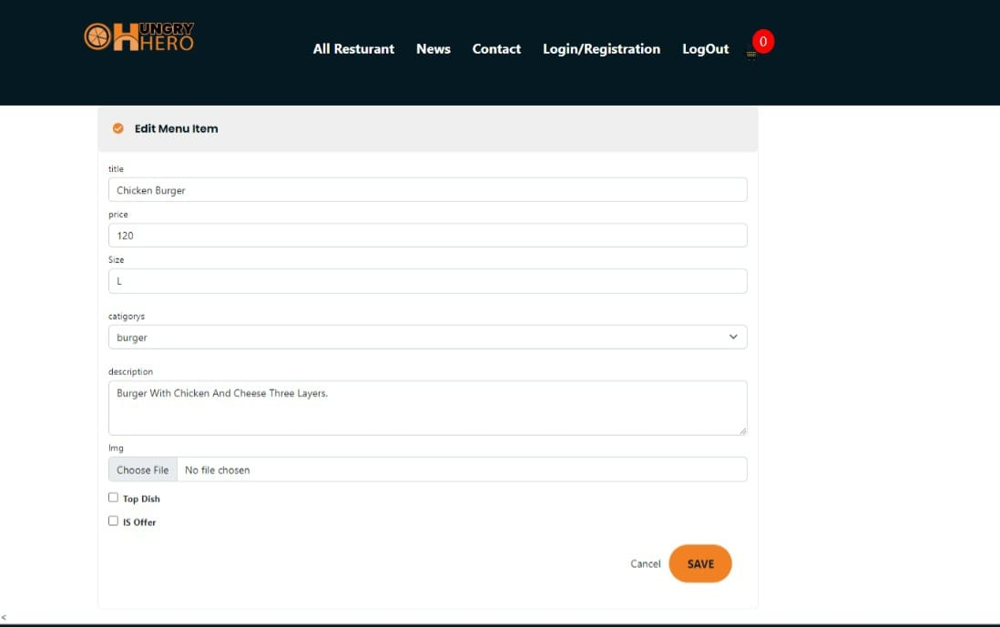 HUNGRY
HERO
All Resturant News Contact Login/Registration LogOut 0
Edit Menu Item
title
Chicken Burger
price
120
Size
L
catigorys
burger
description
Burger With Chicken And Cheese Three Layers.
Img
Choose File No file chosen
Top Dish
IS Offer
Cancel SAVE
<